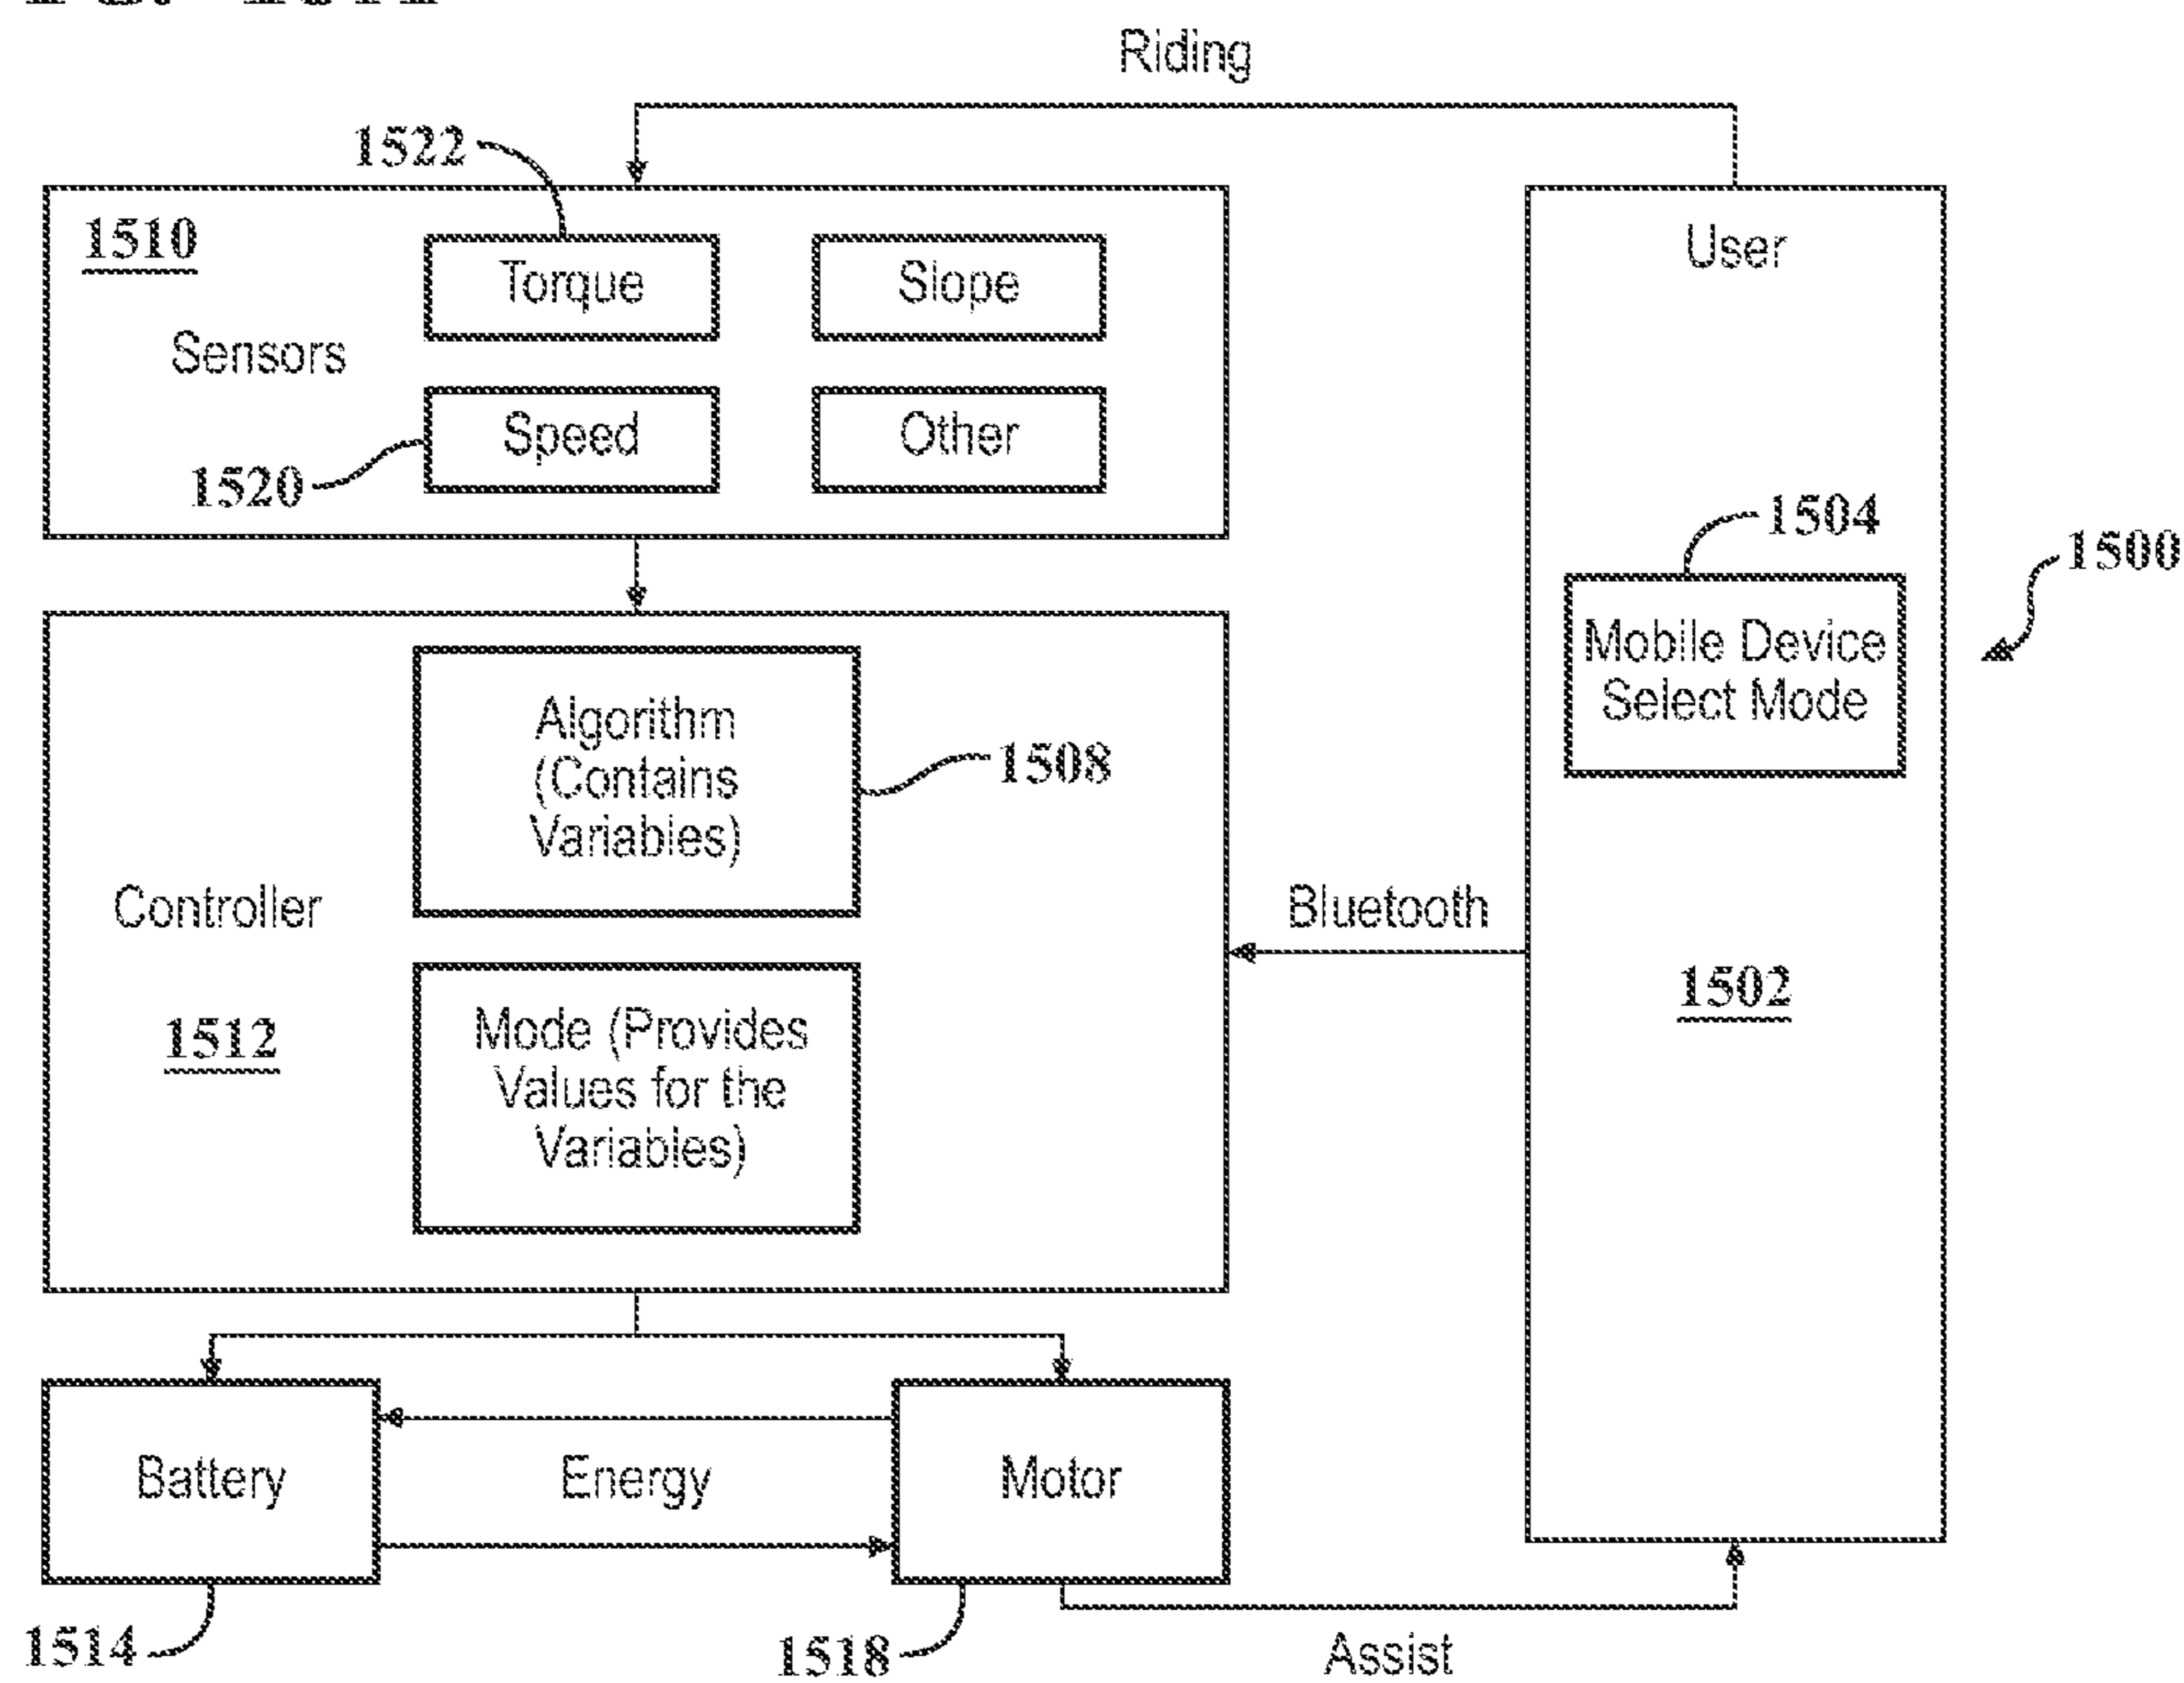 Riding
1522
1510
Torque
Slope
User
Sensors
Speed
Other
1520
1504
1500
Mobile Device
Select Mode
Algorithm
(Contains
Variables)
1508
Controller
Bluetooth
1502
1512
Mode (Provides
Values for the
Variables)
Battery
Energy
Motor
1514
1518
Assist